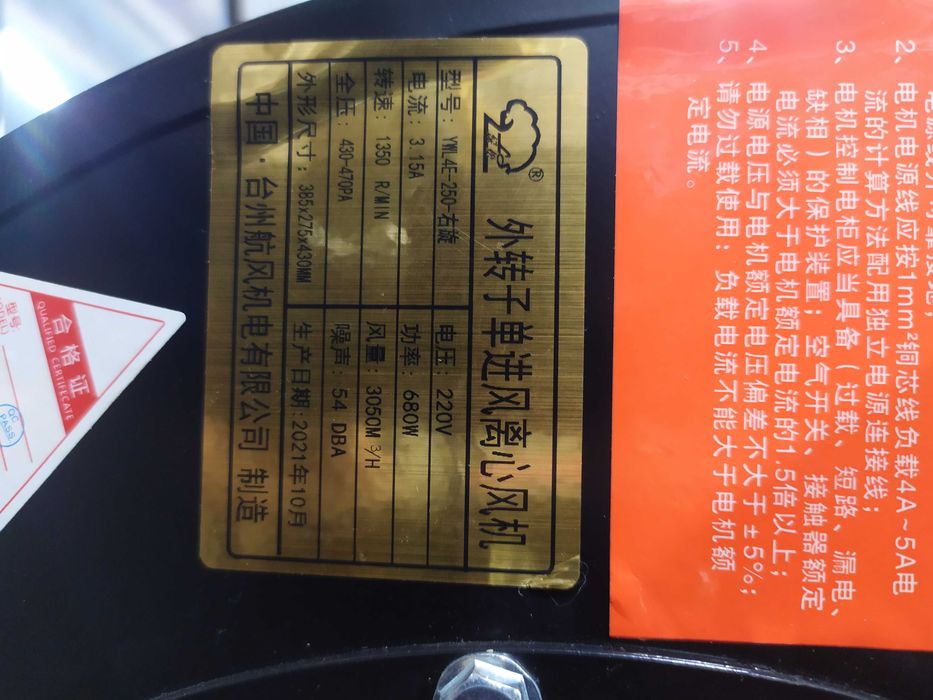 外转子单进风离心风机
®
型号: YWL4E-250-右旋 电压: 220V
电流: 3.15A 功率: 680W
转速: 1350 R/MIN 风量: 3050M³/H
全压: 430-470PA 噪声: 54 DBA
外形尺寸: 385x275x430MM 生产日期: 2021年10月
中国·台州航风机电有限公司 制造
2、电机电源线应按1mm²铜芯线负载4A~5A电
流的计算方法配用独立电源连接线;
3、电机控制电柜应当具备(过载、短路、漏电、
缺相)的保护装置;空气开关、接触器额定
电流必须大于电机额定电流的1.5倍以上;
4、电源电压与电机额定电压偏差不大于±5%;
5、请勿过载使用:负载电流不能大于电机额
定电流。
合格证
QUALIFIED CERTIFECATE
型号
QC
PASS